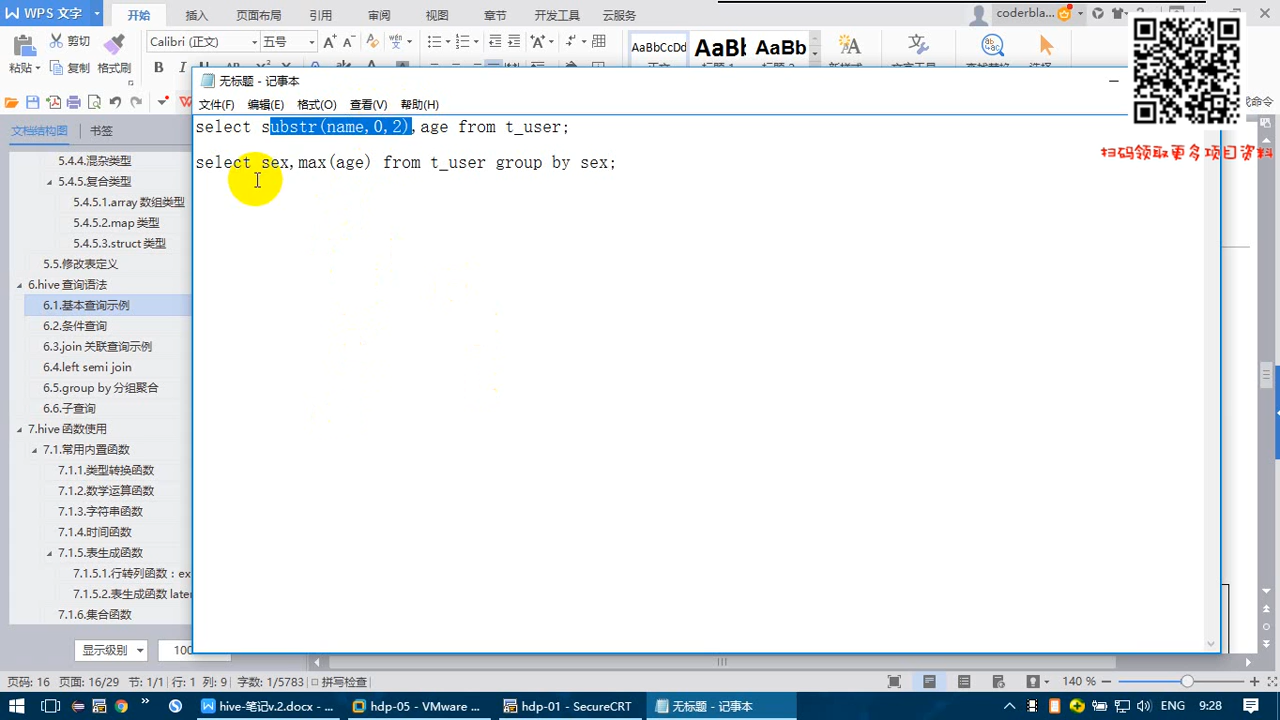 WPS 文字
开始
插入
页面布局
引用
审阅
视图
章节
开发工具
云服务
coderbla...
剪切
粘贴
复制
格式刷
Calibri (正文)
五号
B I
AaBbCcDd
AaBb
AaBb
扫码领取更多项目资料
无标题 - 记事本
文件(F) 编辑(E) 格式(O) 查看(V) 帮助(H)
select substr(name,0,2),age from t_user;
select sex,max(age) from t_user group by sex;
文档结构图
书签
5.4.4.混杂类型
5.4.5.复合类型
5.4.5.1.array 数组类型
5.4.5.2.map 类型
5.4.5.3.struct 类型
5.5.修改表定义
6.hive 查询语法
6.1.基本查询示例
6.2.条件查询
6.3.join 关联查询示例
6.4.left semi join
6.5.group by 分组聚合
6.6.子查询
7.hive 函数使用
7.1.常用内置函数
7.1.1.类型转换函数
7.1.2.数学运算函数
7.1.3.字符串函数
7.1.4.时间函数
7.1.5.表生成函数
7.1.5.1.行转列函数：ex
7.1.5.2.表生成函数 later
7.1.6.集合函数
显示级别
100
页码: 16 页面: 16/29 节: 1/1 行: 1 列: 9 字数: 1/5783 拼写检查
140 %
hive-笔记v.2.docx - ...
hdp-05 - VMware ...
hdp-01 - SecureCRT
无标题 - 记事本
ENG
9:28